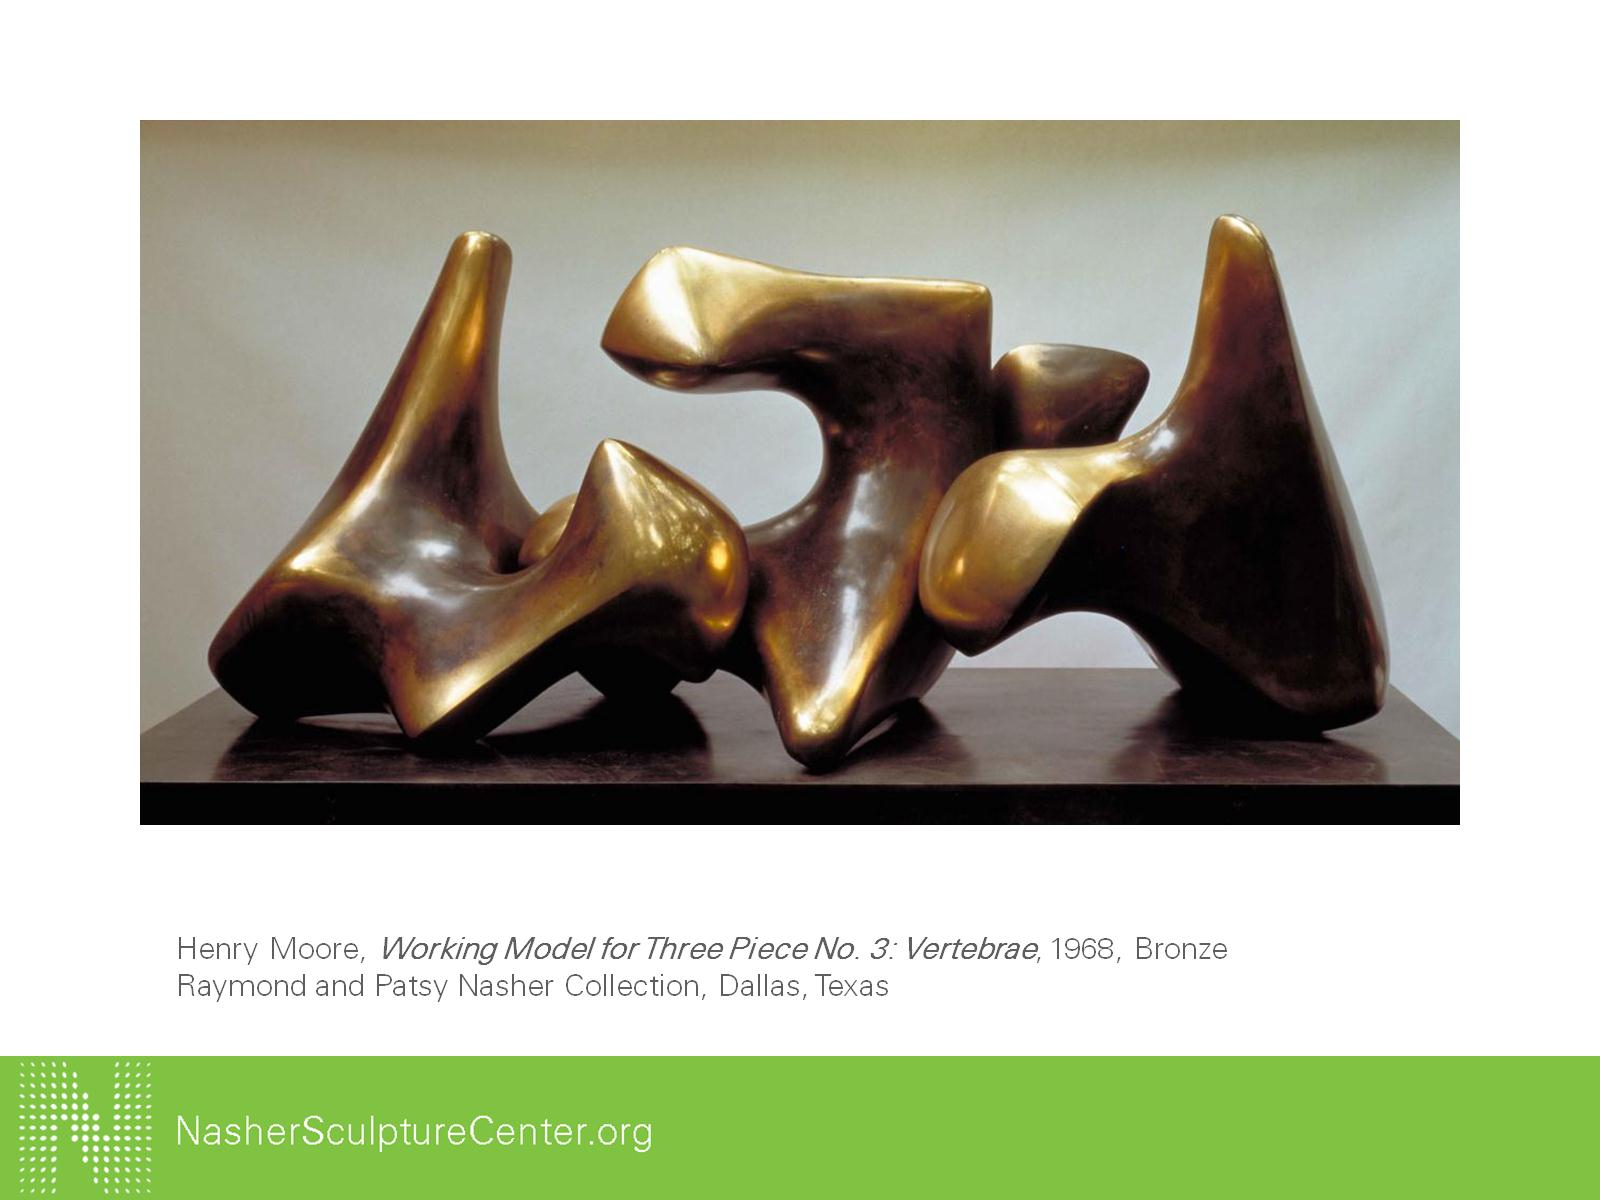 Henry Moore, Working Model for Three Piece No. 3: Vertebrae, 1968, Bronze
Raymond and Patsy Nasher Collection, Dallas, Texas
NasherSculptureCenter.org